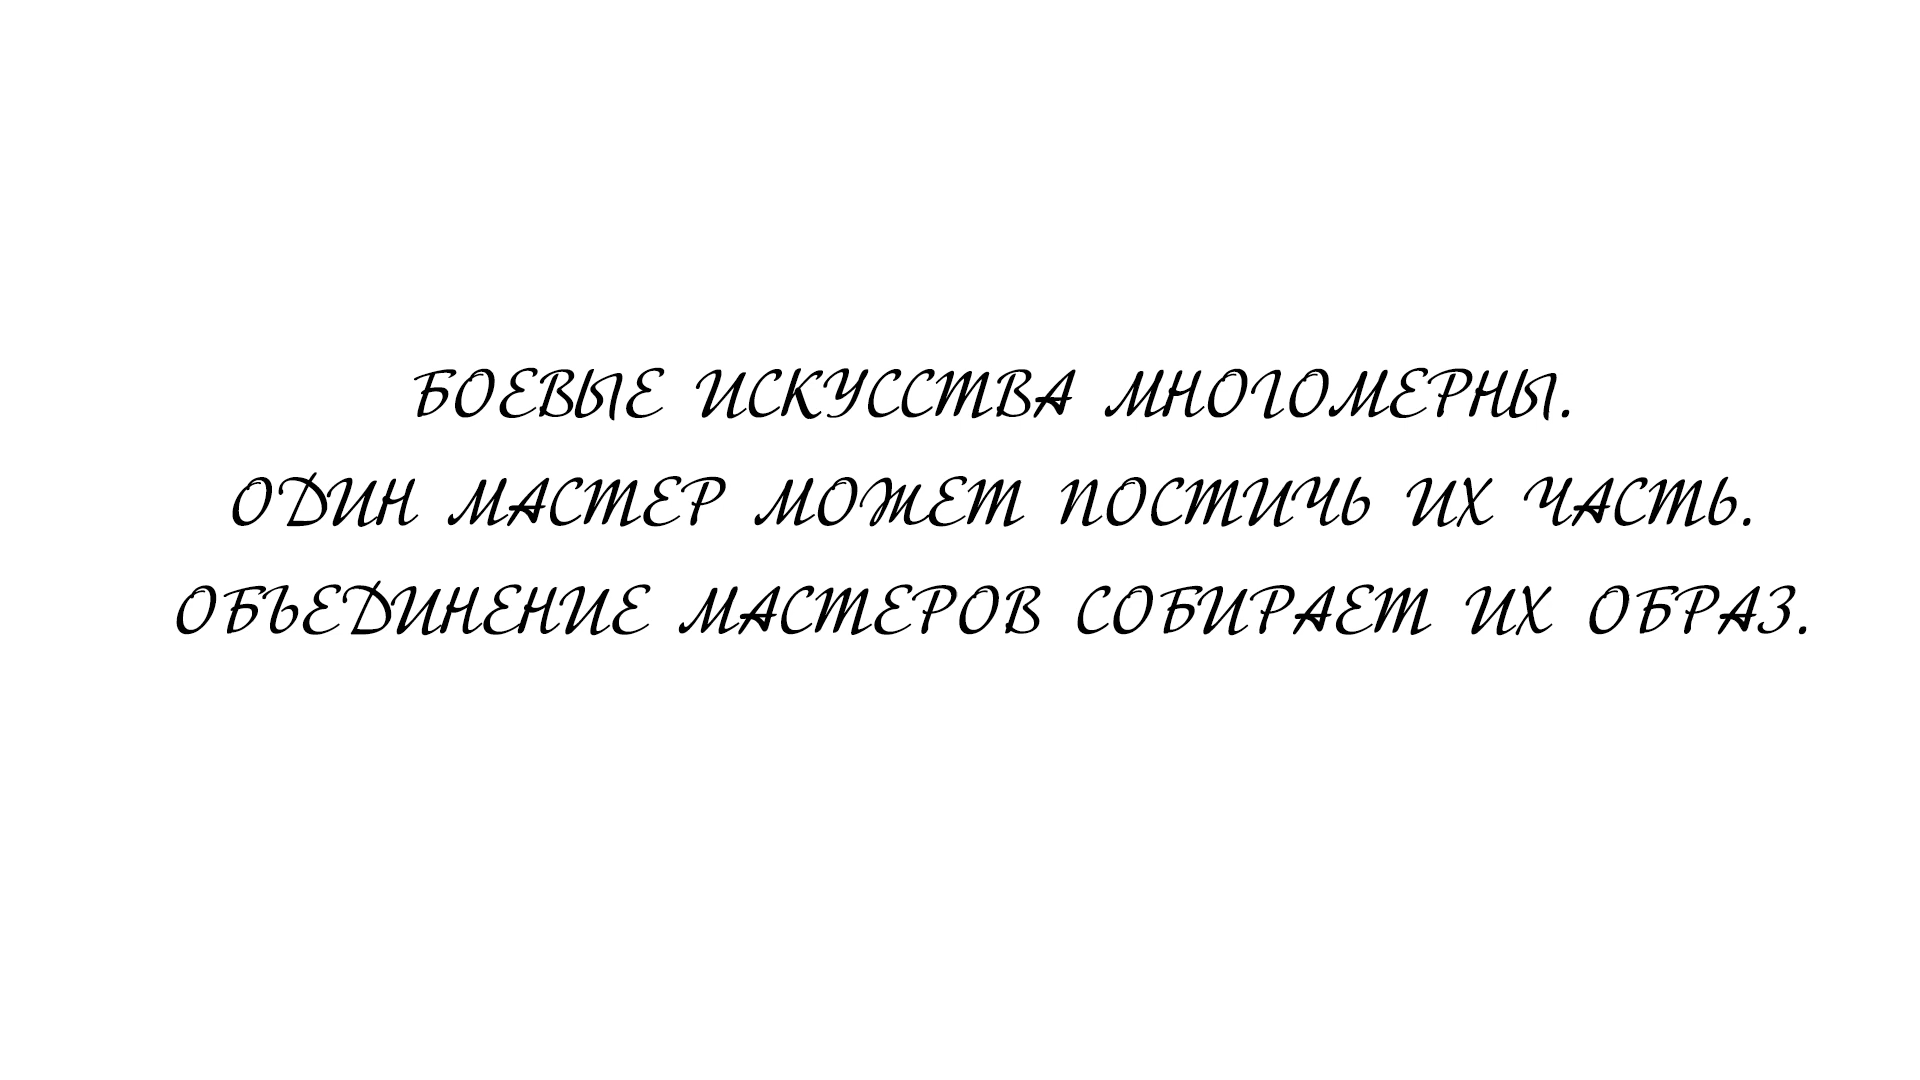 БОЕВЫЕ ИСКУССТВА МНОГОМЕРНЫ.
ОДИН МАСТЕР МОЖЕТ ПОСТИЧЬ ИХ ЧАСТЬ.
ОБЪЕДИНЕНИЕ МАСТЕРОВ СОБИРАЕТ ИХ ОБРАЗ.